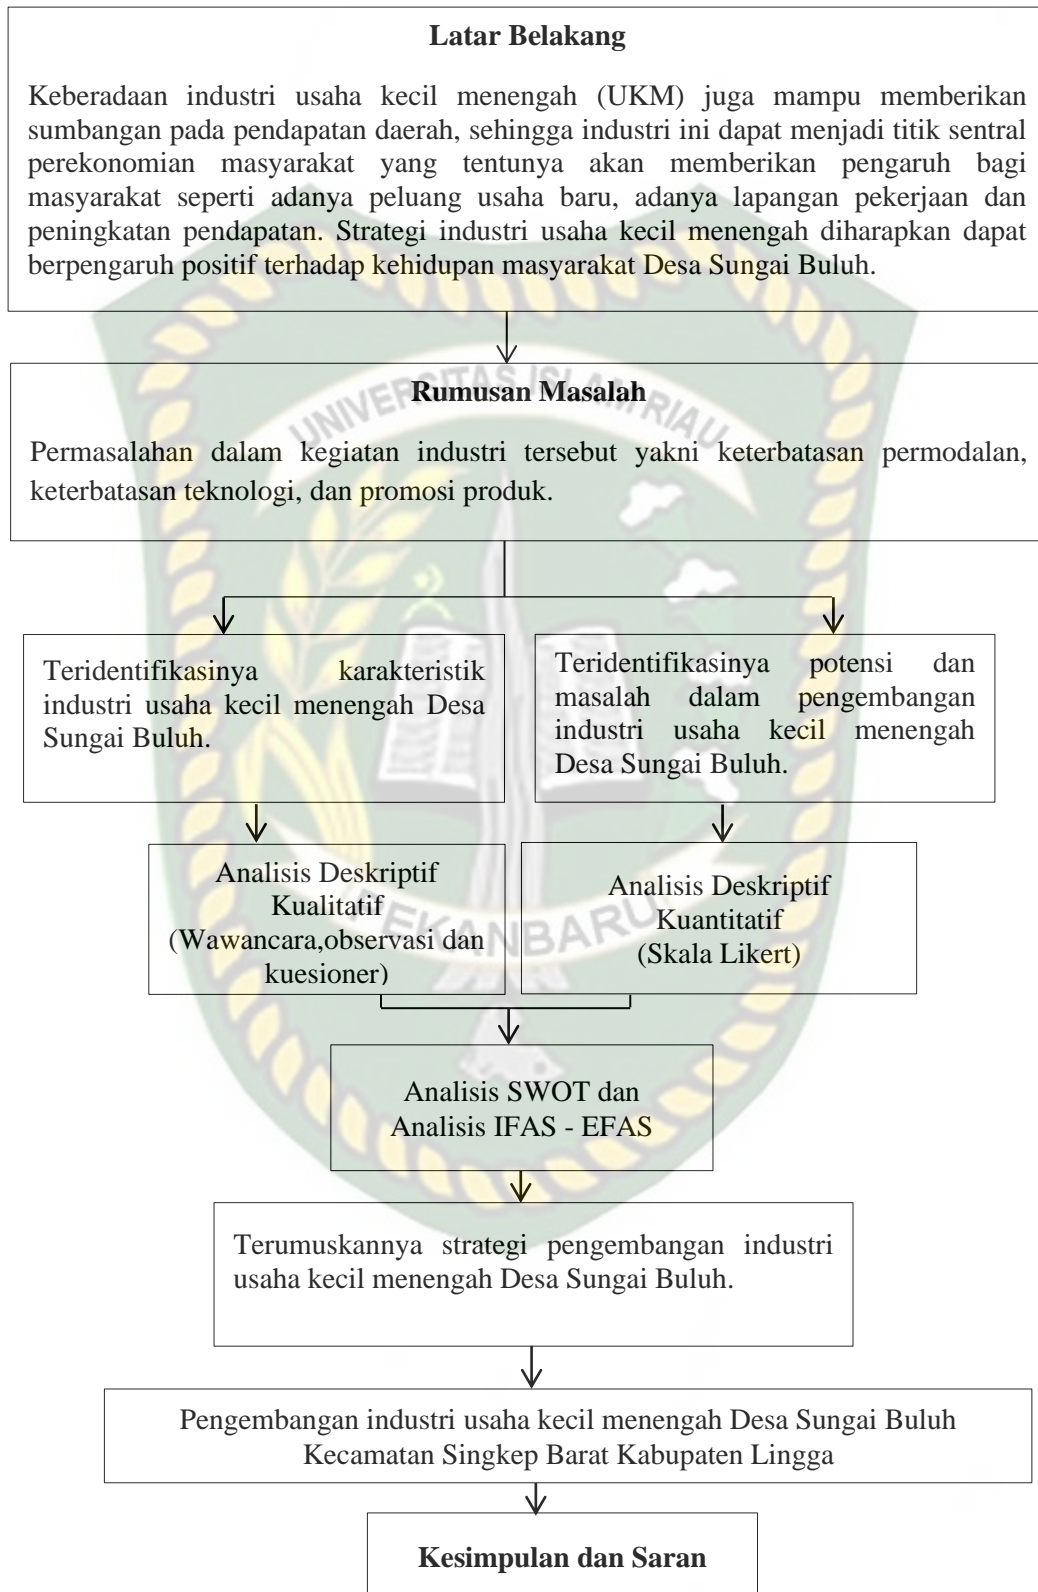 Latar Belakang
Keberadaan industri usaha kecil menengah (UKM) juga mampu memberikan
sumbangan pada pendapatan daerah, sehingga industri ini dapat menjadi titik sentral
perekonomian masyarakat yang tentunya akan memberikan pengaruh bagi
masyarakat seperti adanya peluang usaha baru, adanya lapangan pekerjaan dan
peningkatan pendapatan. Strategi industri usaha kecil menengah diharapkan dapat
berpengaruh positif terhadap kehidupan masyarakat Desa Sungai Buluh.
UNIVERSITAS ISLAM RIAU
Rumusan Masalah
Permasalahan dalam kegiatan industri tersebut yakni keterbatasan permodalan,
keterbatasan teknologi, dan promosi produk.
Teridentifikasinya karakteristik
industri usaha kecil menengah Desa
Sungai Buluh.
Teridentifikasinya potensi dan
masalah dalam pengembangan
industri usaha kecil menengah
Desa Sungai Buluh.
Analisis Deskriptif
Kualitatif
(Wawancara,observasi dan
kuesioner)
Analisis Deskriptif
Kuantitatif
(Skala Likert)
PEKANBARU
Analisis SWOT dan
Analisis IFAS - EFAS
Terumuskannya strategi pengembangan industri
usaha kecil menengah Desa Sungai Buluh.
Pengembangan industri usaha kecil menengah Desa Sungai Buluh
Kecamatan Singkep Barat Kabupaten Lingga
Kesimpulan dan Saran